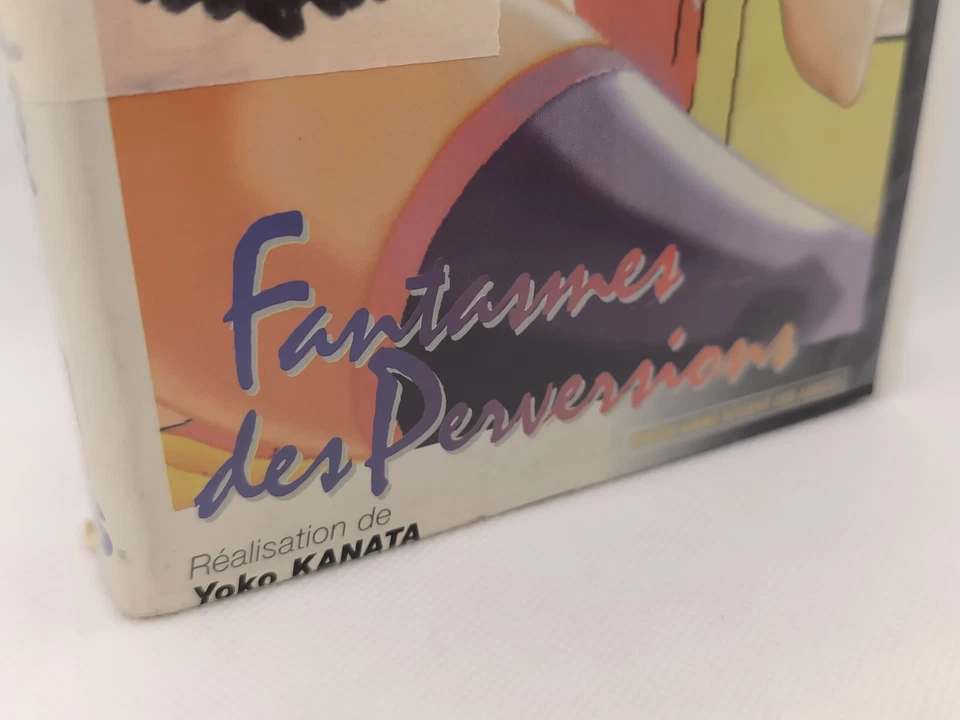 Fantasmes
des Perversions
Réalisation de
Yoko KANATA